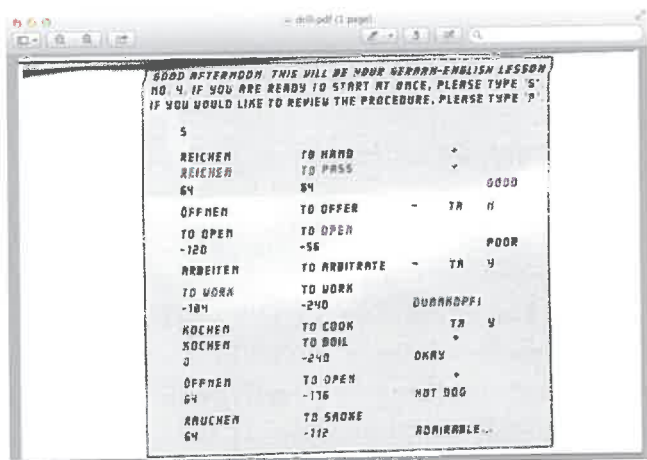 drill.pdf (1 page)
GOOD AFTERNOON. THIS WILL BE YOUR GERMAN-ENGLISH LESSON
NO. 4. IF YOU ARE READY TO START AT ONCE, PLEASE TYPE 'S'.
IF YOU WOULD LIKE TO REVIEW THE PROCEDURE, PLEASE TYPE 'P'.
S
REICHEN TO HAND +
REICHEN TO PASS +
64 64 GOOD
ÖFFNEN TO OFFER - TA N
TO OPEN TO OPEN
-120 -56 POOR
ARBEITEN TO ARBITRATE - TA Y
TO WORK TO WORK
-184 -240 DUMMKOPF!
KOCHEN TO COOK TA Y
KOCHEN TO BOIL +
0 -240 OKAY
ÖFFNEN TO OPEN +
64 -176 HOT DOG
RAUCHEN TO SMOKE
64 -112 ADMIRABLE...